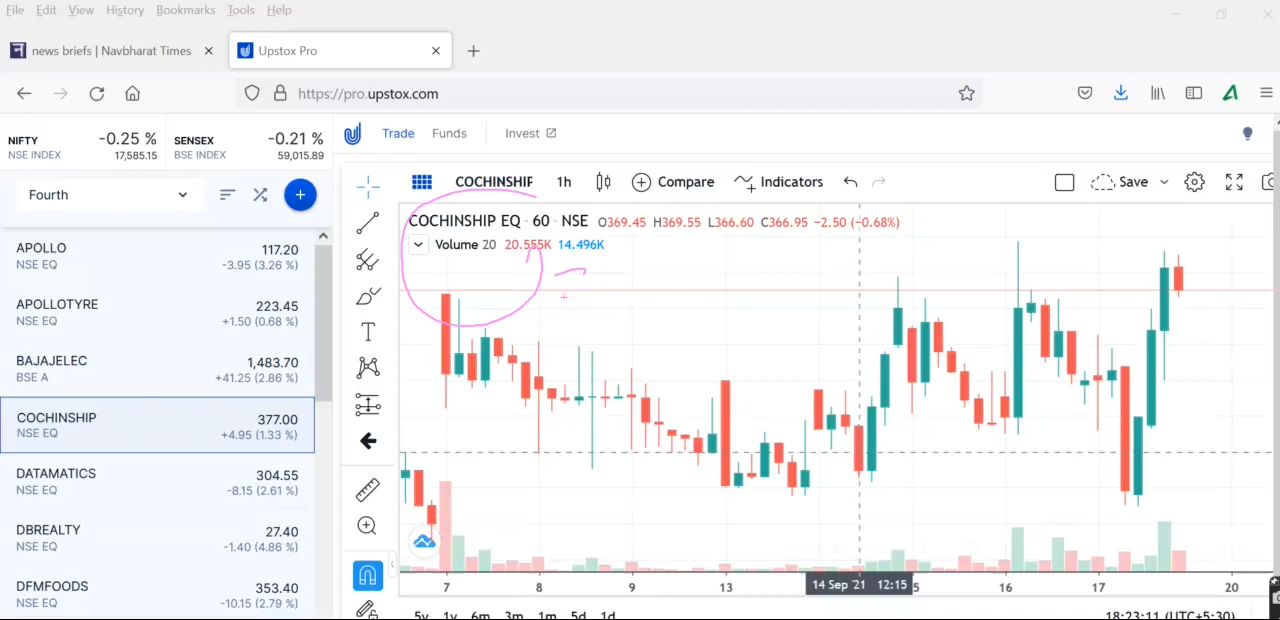 File Edit View History Bookmarks Tools Help
news briefs | Navbharat Times
Upstox Pro
https://pro.upstox.com
NIFTY -0.25 %
NSE INDEX 17,585.15
SENSEX -0.21 %
BSE INDEX 59,015.89
Trade Funds Invest
Fourth
COCHINSHIP 1h Compare Indicators Save
COCHINSHIP EQ · 60 · NSE O369.45 H369.55 L366.60 C366.95 −2.50 (−0.68%)
Volume 20 20.555K 14.496K
APOLLO 117.20
NSE EQ -3.95 (3.26 %)
APOLLOTYRE 223.45
NSE EQ +1.50 (0.68 %)
BAJAJELEC 1,483.70
BSE A +41.25 (2.86 %)
COCHINSHIP 377.00
NSE EQ +4.95 (1.33 %)
DATAMATICS 304.55
NSE EQ -8.15 (2.61 %)
DBREALTY 27.40
NSE EQ -1.40 (4.86 %)
DFMFOODS 353.40
NSE EQ -10.15 (2.79 %)
7 8 9 13 14 Sep '21 12:15 5 16 17 20
5y 1y 6m 3m 1m 5d 1d 18:23:11 (UTC+5:30)